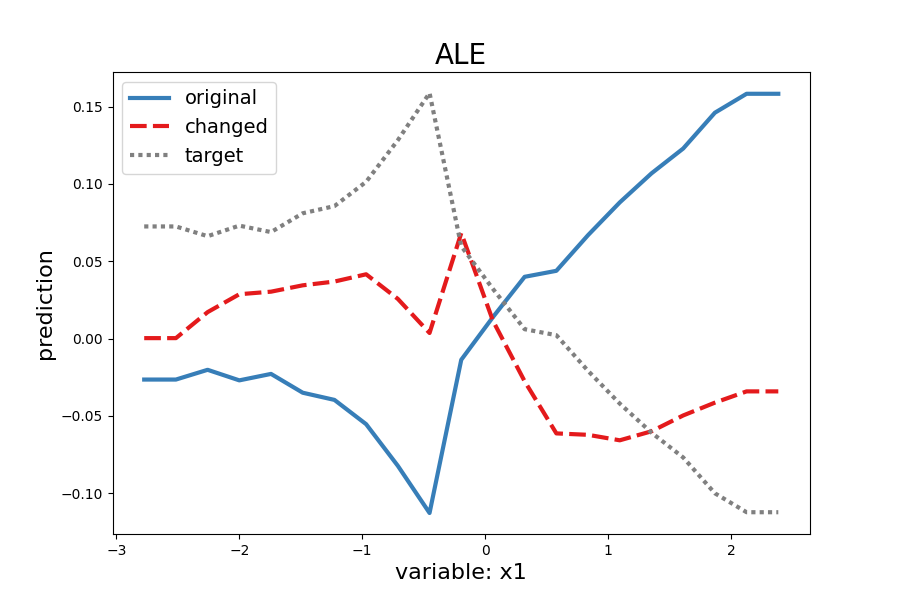 ALE
original
changed
target
0.15
0.10
0.05
0.00
−0.05
−0.10
prediction
−3
−2
−1
0
1
2
variable: x1